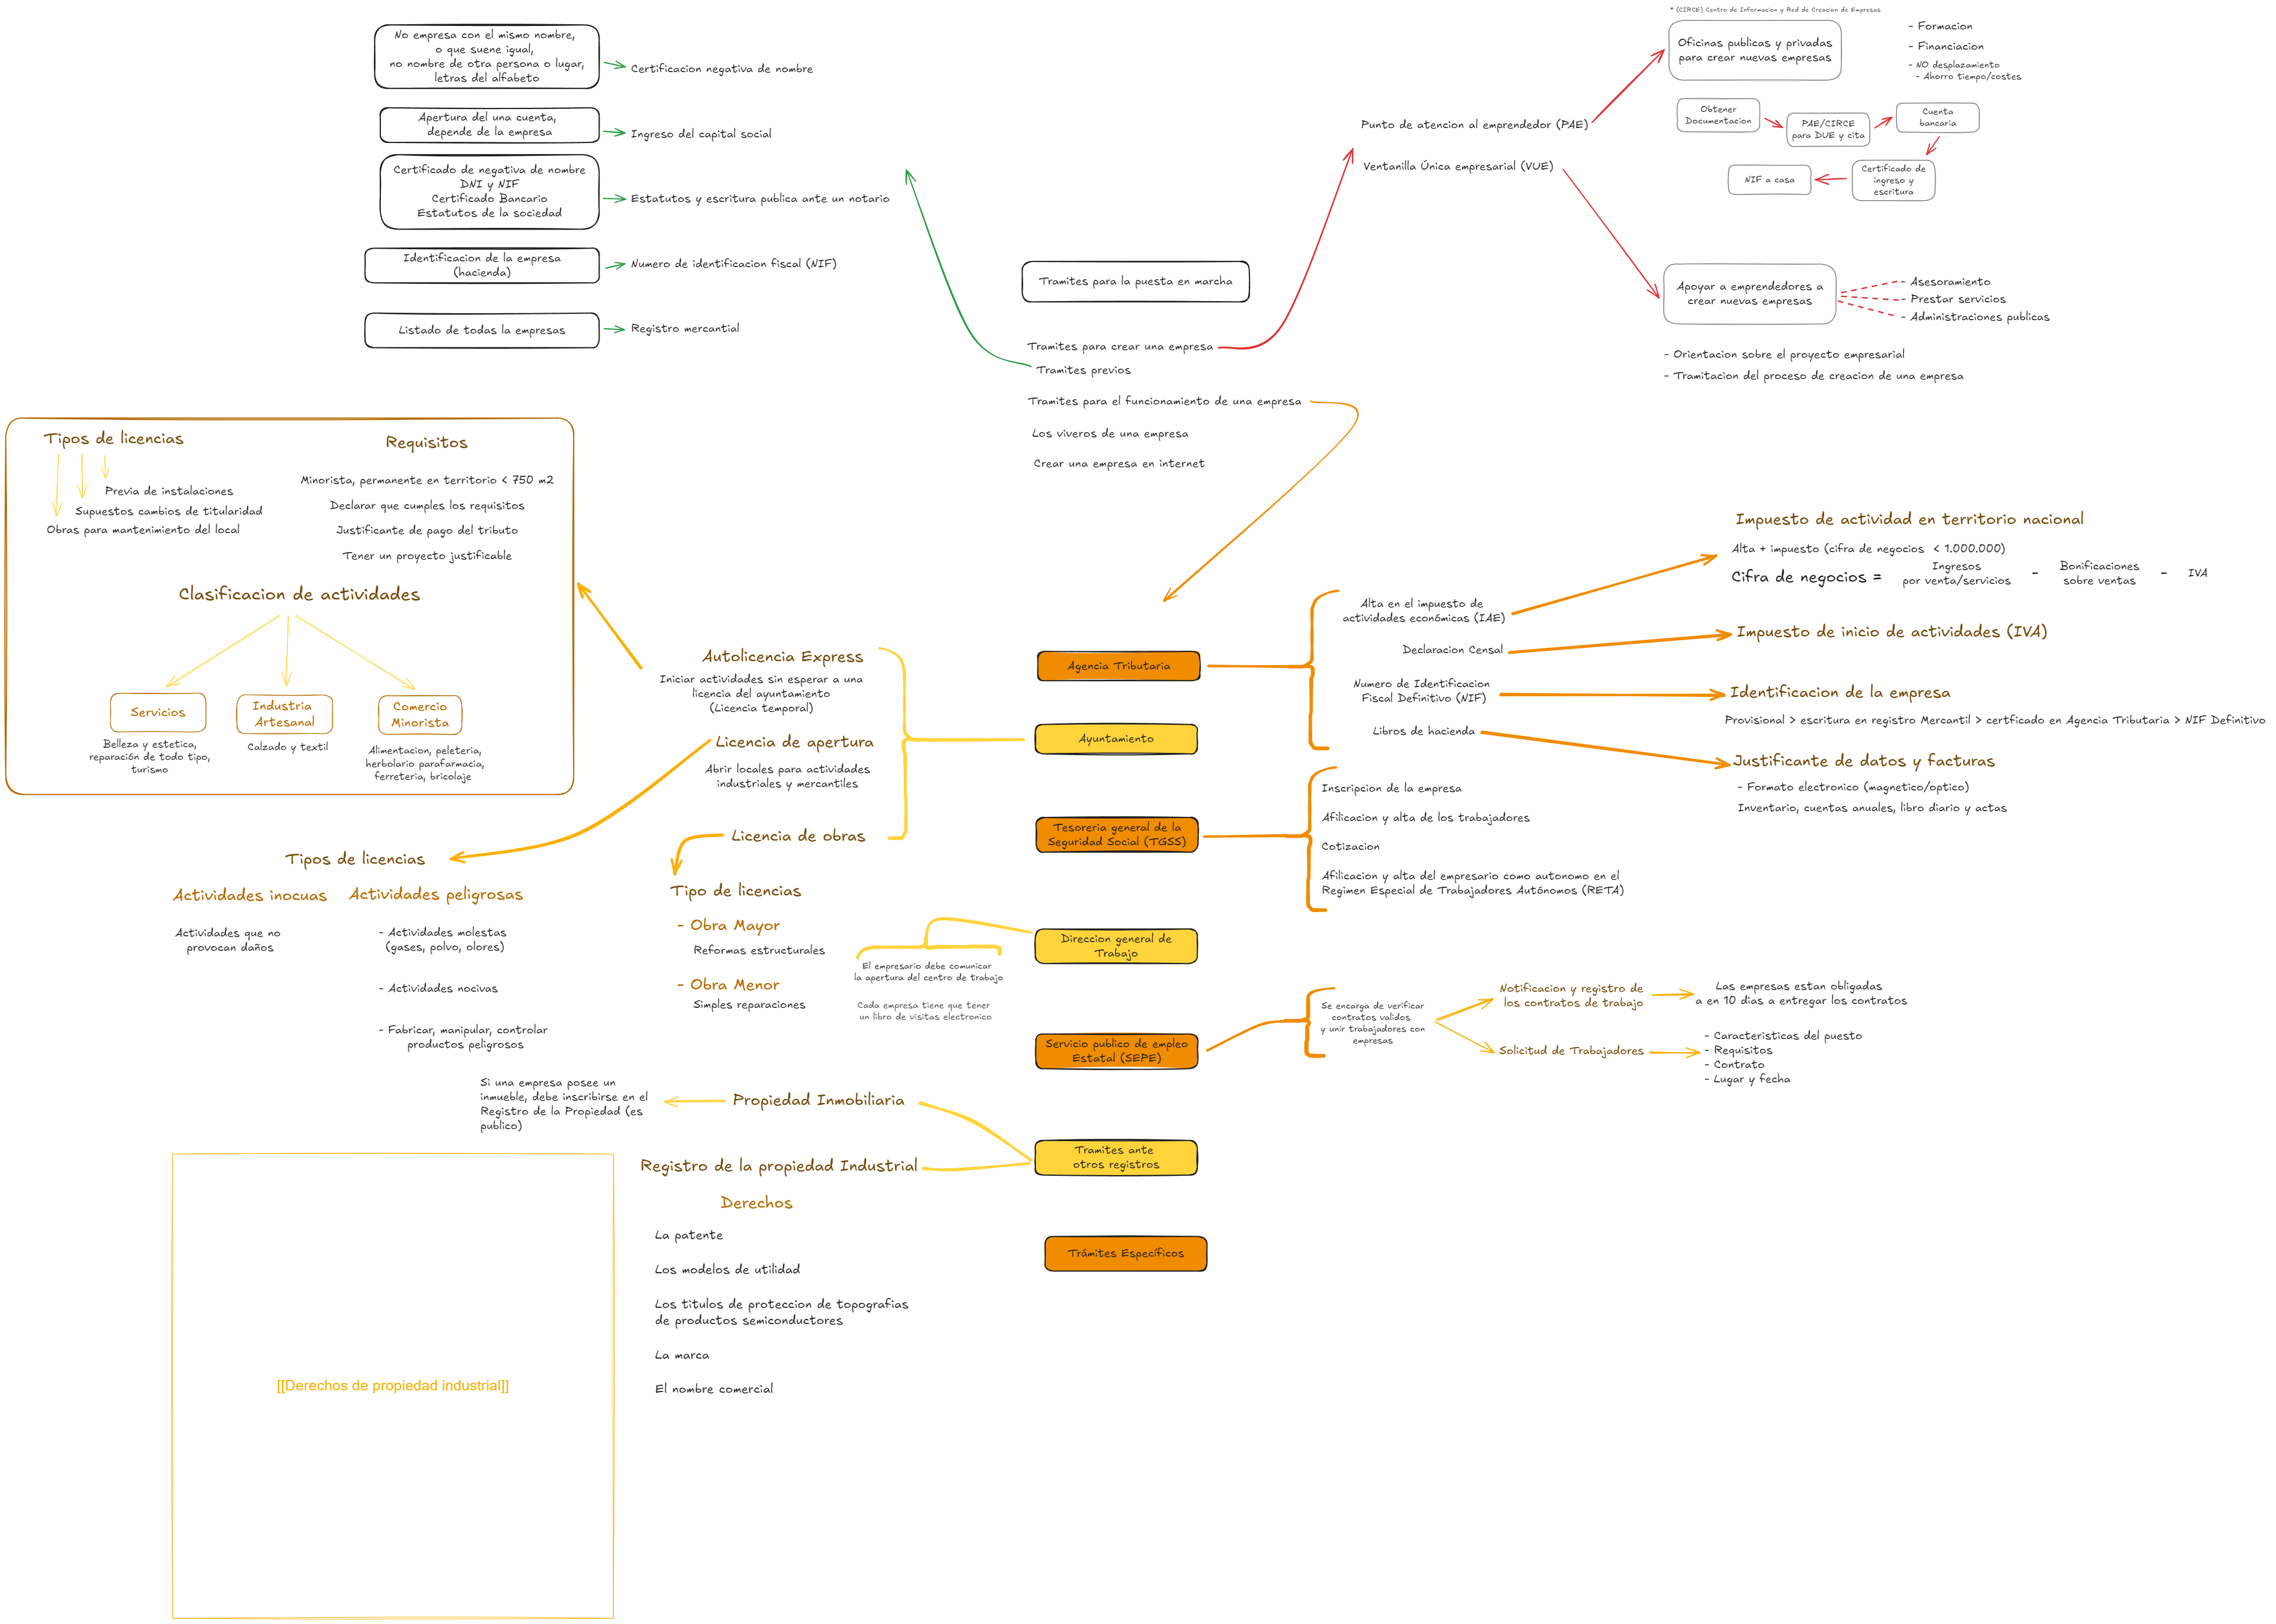 No empresa con el mismo nombre,
o que suene igual,
no nombre de otra persona o lugar,
letras del alfabeto
Certificacion negativa de nombre
Apertura del una cuenta,
depende de la empresa
Ingreso del capital social
Certificado de negativa de nombre
DNI y NIF
Certificado Bancario
Estatutos de la sociedad
Estatutos y escritura publica ante un notario
Identificacion de la empresa
(hacienda)
Numero de identificacion fiscal (NIF)
Listado de todas la empresas
Registro mercantial
* (CIRCE) Centro de Informacion y Red de Creacion de Empresas
Oficinas publicas y privadas
para crear nuevas empresas
- Formacion
- Financiacion
- NO desplazamiento
- Ahorro tiempo/costes
Punto de atencion al emprendedor (PAE)
Ventanilla Única empresarial (VUE)
Obtener
Documentacion
PAE/CIRCE
para DUE y cita
Cuenta
bancaria
Certificado de
ingreso y
escritura
NIF a casa
Apoyar a emprendedores a
crear nuevas empresas
- Asesoramiento
- Prestar servicios
- Administraciones publicas
- Orientacion sobre el proyecto empresarial
- Tramitacion del proceso de creacion de una empresa
Tramites para la puesta en marcha
Tramites para crear una empresa
Tramites previos
Tramites para el funcionamiento de una empresa
Los viveros de una empresa
Crear una empresa en internet
Tipos de licencias
Previa de instalaciones
Supuestos cambios de titularidad
Obras para mantenimiento del local
Requisitos
Minorista, permanente en territorio < 750 m2
Declarar que cumples los requisitos
Justificante de pago del tributo
Tener un proyecto justificable
Clasificacion de actividades
Servicios
Belleza y estetica,
reparación de todo tipo,
turismo
Industria
Artesanal
Calzado y textil
Comercio
Minorista
Alimentacion, peleteria,
herbolario parafarmacia,
ferreteria, bricolaje
Autolicencia Express
Iniciar actividades sin esperar a una
licencia del ayuntamiento
(Licencia temporal)
Licencia de apertura
Abrir locales para actividades
industriales y mercantiles
Licencia de obras
Tipos de licencias
Actividades inocuas
Actividades que no
provocan daños
Actividades peligrosas
- Actividades molestas
(gases, polvo, olores)
- Actividades nocivas
- Fabricar, manipular, controlar
productos peligrosos
Tipo de licencias
- Obra Mayor
Reformas estructurales
- Obra Menor
Simples reparaciones
Agencia Tributaria
Alta en el impuesto de
actividades económicas (IAE)
Declaracion Censal
Numero de Identificacion
Fiscal Definitivo (NIF)
Libros de hacienda
Impuesto de actividad en territorio nacional
Alta + impuesto (cifra de negocios < 1.000.000)
Cifra de negocios =
Ingresos
por venta/servicios
-
Bonificaciones
sobre ventas
-
IVA
Impuesto de inicio de actividades (IVA)
Identificacion de la empresa
Provisional > escritura en registro Mercantil > certficado en Agencia Tributaria > NIF Definitivo
Justificante de datos y facturas
- Formato electronico (magnetico/optico)
Inventario, cuentas anuales, libro diario y actas
Ayuntamiento
Tesoreria general de la
Seguridad Social (TGSS)
Inscripcion de la empresa
Afilicacion y alta de los trabajadores
Cotizacion
Afilicacion y alta del empresario como autonomo en el
Regimen Especial de Trabajadores Autónomos (RETA)
Direccion general de
Trabajo
El empresario debe comunicar
la apertura del centro de trabajo
Cada empresa tiene que tener
un libro de visitas electronico
Servicio publico de empleo
Estatal (SEPE)
Se encarga de verificar
contratos validos
y unir trabajadores con
empresas
Notificacion y registro de
los contratos de trabajo
Las empresas estan obligadas
a en 10 dias a entregar los contratos
Solicitud de Trabajadores
- Caracteristicas del puesto
- Requisitos
- Contrato
- Lugar y fecha
Tramites ante
otros registros
Propiedad Inmobiliaria
Si una empresa posee un
inmueble, debe inscribirse en el
Registro de la Propiedad (es
publico)
Registro de la propiedad Industrial
Derechos
La patente
Los modelos de utilidad
Los titulos de proteccion de topografias
de productos semiconductores
La marca
El nombre comercial
[[Derechos de propiedad industrial]]
Trámites Específicos